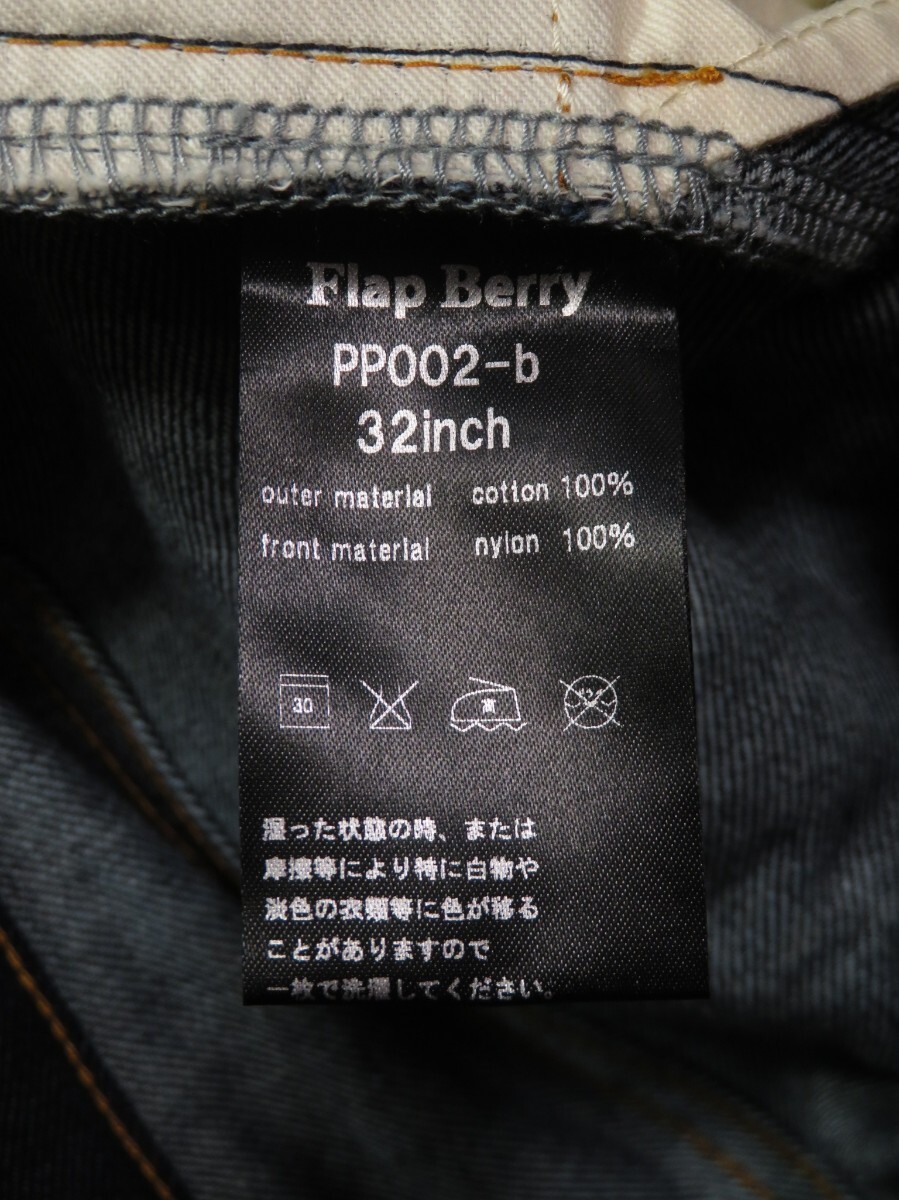 Flap Berry
PP002-b
32inch
outer material cotton 100%
front material nylon 100%
30
湿った状態の時、または
摩擦等により特に白物や
淡色の衣類等に色が移る
ことがありますので
一枚で洗濯してください。